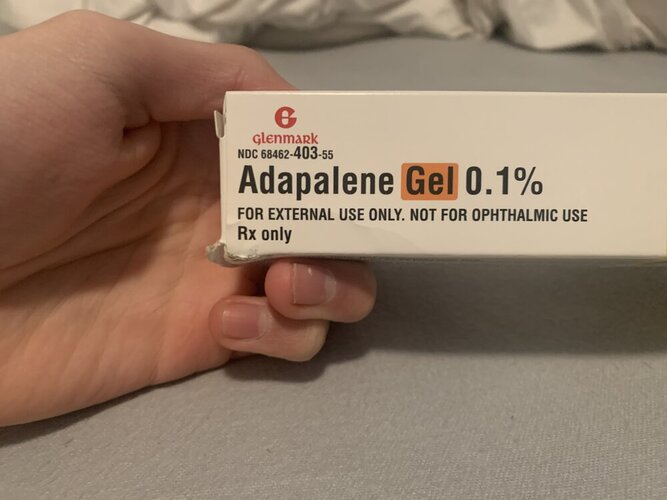 Glenmark
NDC 68462-403-55
Adapalene Gel 0.1%
FOR EXTERNAL USE ONLY. NOT FOR OPHTHALMIC USE
Rx only